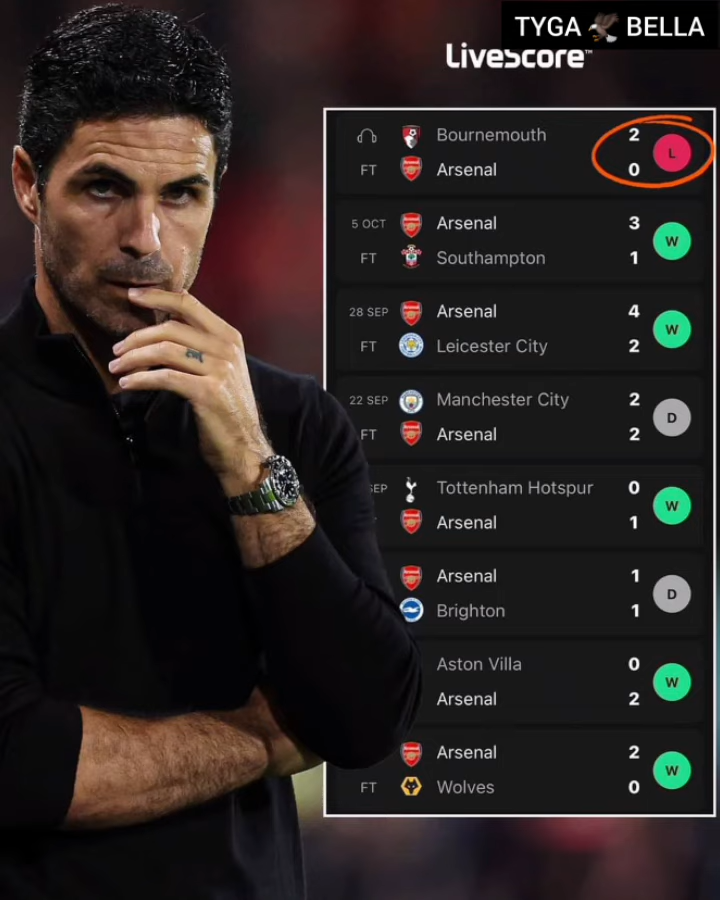 TYGA 🦅 BELLA
LiveScore™
Bournemouth 2
FT Arsenal 0
L
5 OCT Arsenal 3
FT Southampton 1
W
28 SEP Arsenal 4
FT Leicester City 2
W
22 SEP Manchester City 2
FT Arsenal 2
D
SEP Tottenham Hotspur 0
Arsenal 1
W
Arsenal 1
Brighton 1
D
Aston Villa 0
Arsenal 2
W
Arsenal 2
FT Wolves 0
W